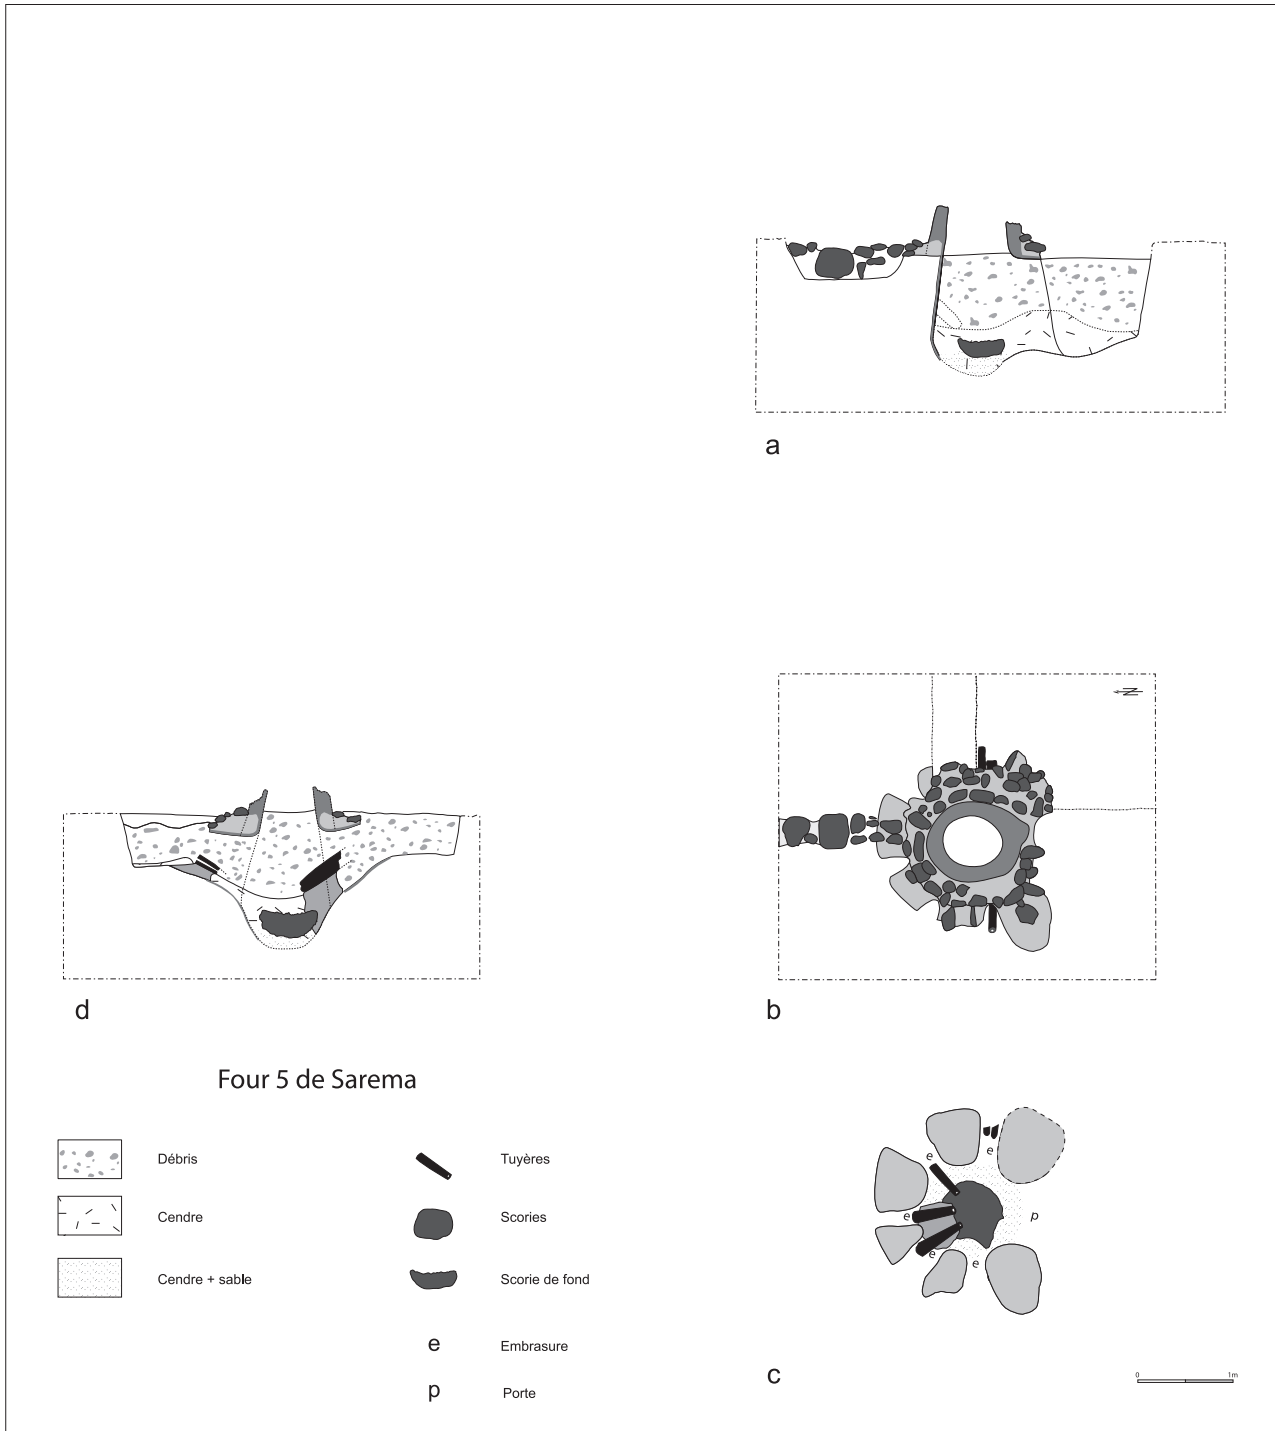 a
N
d
b
Four 5 de Sarema
Débris
Tuyères
Cendre
Scories
Cendre + sable
Scorie de fond
e
Embrasure
p
Porte
e
e
e
p
e
e
c
0 1m